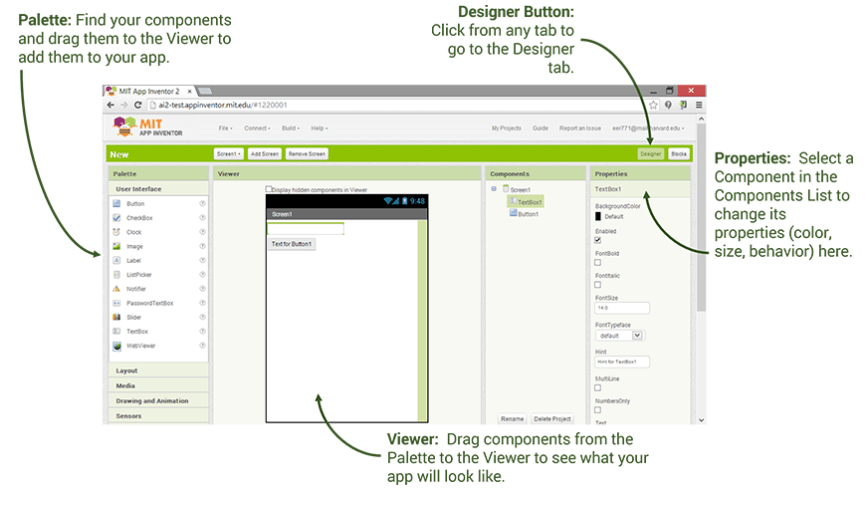 Palette: Find your components
and drag them to the Viewer to
add them to your app.
Designer Button:
Click from any tab to
go to the Designer
tab.
MIT App Inventor 2
ai2-test.appinventor.mit.edu/#1220001
MIT
APP INVENTOR
File Connect Build Help
My Projects Guide Report an Issue
New
Screen1 Add Screen Remove Screen
Designer Blocks
Palette
User Interface
Button
CheckBox
Clock
Image
Label
ListPicker
Notifier
PasswordTextBox
Slider
TextBox
WebViewer
Layout
Media
Drawing and Animation
Sensors
Viewer
Display hidden components in Viewer
9:48
Screen1
Text for Button1
Components
Screen1
TextBox1
Button1
Rename Delete Project
Properties
TextBox1
BackgroundColor
Default
Enabled
FontBold
FontItalic
FontSize
14.0
FontTypeface
default
Hint
Hint for TextBox1
MultiLine
NumbersOnly
Text
Properties: Select a
Component in the
Components List to
change its
properties (color,
size, behavior) here.
Viewer: Drag components from the
Palette to the Viewer to see what your
app will look like.